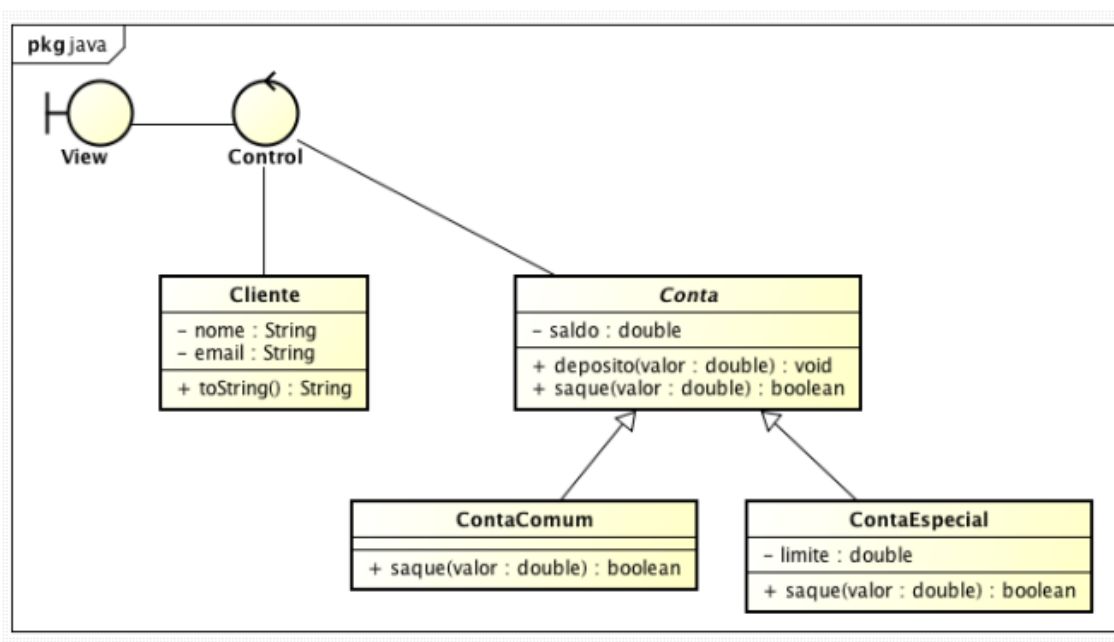 pkg java
View
Control
Cliente
- nome : String
- email : String
+ toString() : String
Conta
- saldo : double
+ deposito(valor : double) : void
+ saque(valor : double) : boolean
ContaComum
+ saque(valor : double) : boolean
ContaEspecial
- limite : double
+ saque(valor : double) : boolean